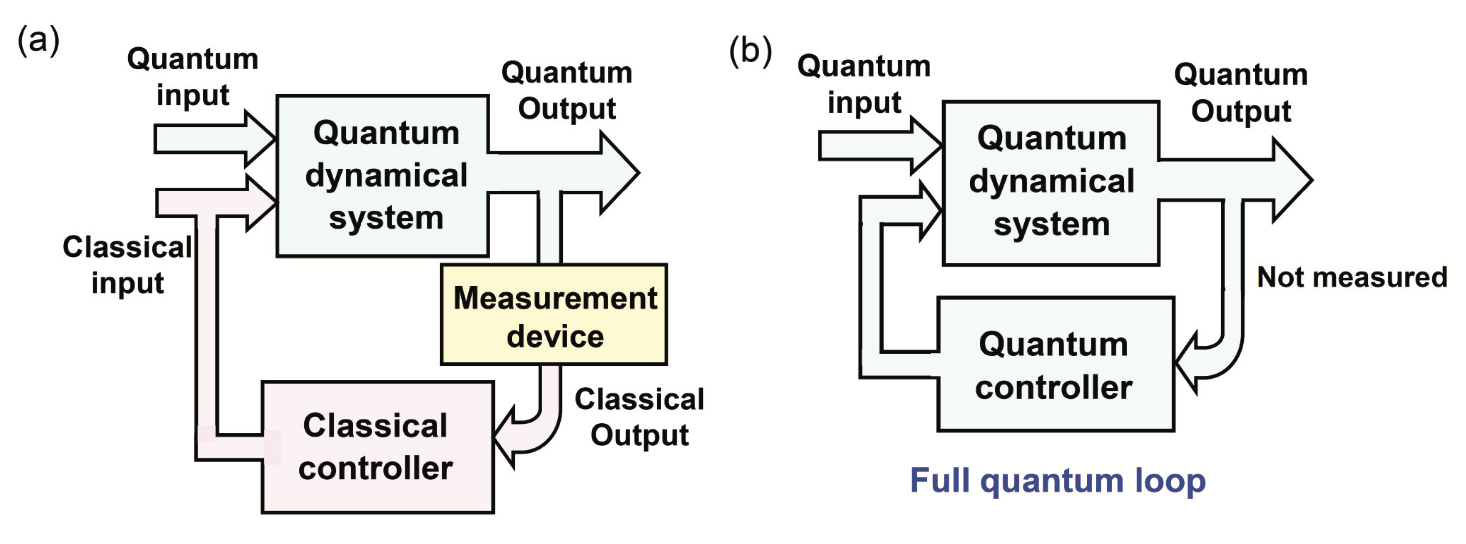 (a)
Quantum
input
Quantum
Output
Quantum
dynamical
system
Classical
input
Measurement
device
Classical
Output
Classical
controller
(b)
Quantum
input
Quantum
Output
Quantum
dynamical
system
Not measured
Quantum
controller
Full quantum loop